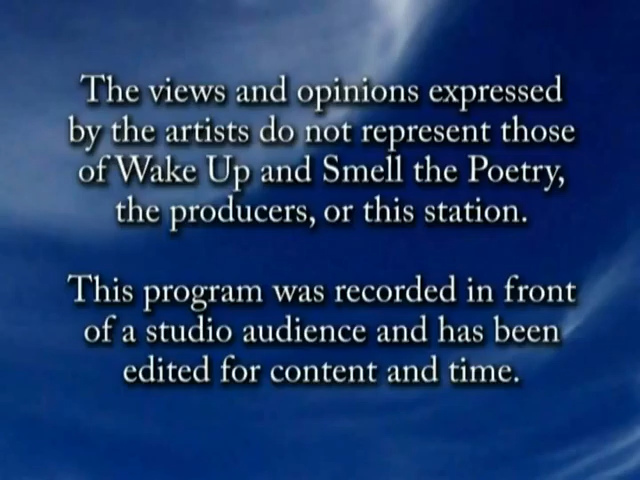 The views and opinions expressed
by the artists do not represent those
of Wake Up and Smell the Poetry,
the producers, or this station.
This program was recorded in front
of a studio audience and has been
edited for content and time.